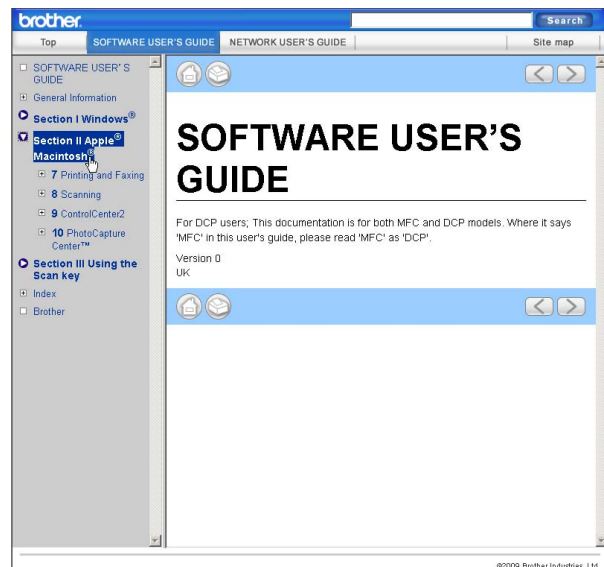 brother.
Search
Top
SOFTWARE USER'S GUIDE
NETWORK USER'S GUIDE
Site map
SOFTWARE USER' S
GUIDE
General Information
Section I Windows®
Section II Apple®
Macintosh®
7 Printing and Faxing
8 Scanning
9 ControlCenter2
10 PhotoCapture
Center™
Section III Using the
Scan key
Index
Brother
SOFTWARE USER'S
GUIDE
For DCP users; This documentation is for both MFC and DCP models. Where it says
'MFC' in this user's guide, please read 'MFC' as 'DCP'.
Version 0
UK
©2009 Brother Industries, Ltd.